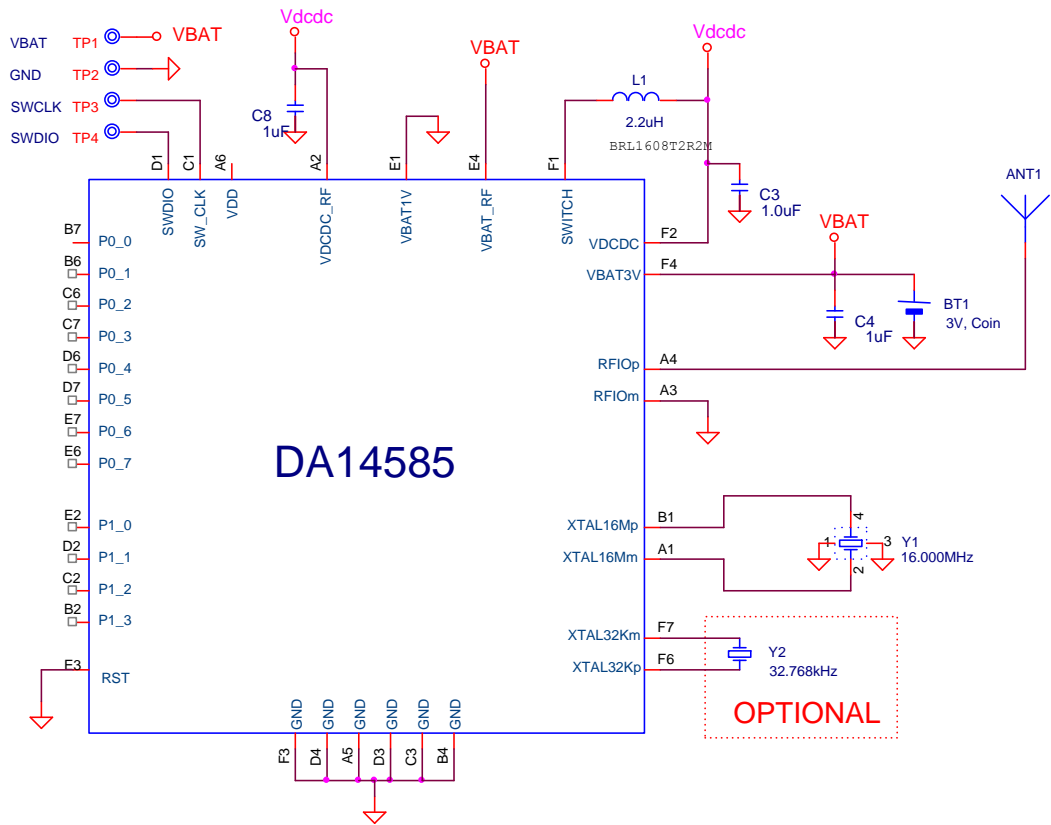 VBAT TP1 VBAT
GND TP2
SWCLK TP3
SWDIO TP4
Vdcdc
C8
1uF
VBAT
Vdcdc
L1
2.2uH
BRL1608T2R2M
C3
1.0uF
ANT1
VBAT
C4
1uF
BT1
3V, Coin
D1 SWDIO
C1 SW_CLK
A6 VDD
A2 VDCDC_RF
E1 VBAT1V
E4 VBAT_RF
F1 SWITCH
B7 P0_0
B6 P0_1
C6 P0_2
C7 P0_3
D6 P0_4
D7 P0_5
E7 P0_6
E6 P0_7
E2 P1_0
D2 P1_1
C2 P1_2
B2 P1_3
E3 RST
DA14585
VDCDC F2
VBAT3V F4
RFIOp A4
RFIOm A3
XTAL16Mp B1
XTAL16Mm A1
XTAL32Km F7
XTAL32Kp F6
4
1
3
2
Y1
16.000MHz
Y2
32.768kHz
OPTIONAL
GND F3
GND D4
GND A5
GND D3
GND C3
GND B4